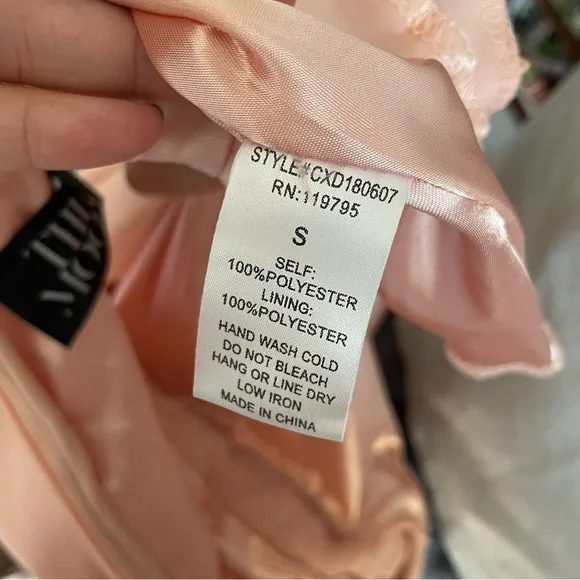 STYLE#CXD180607
RN:119795
S
SELF:
100%POLYESTER
LINING:
100%POLYESTER
HAND WASH COLD
DO NOT BLEACH
HANG OR LINE DRY
LOW IRON
MADE IN CHINA